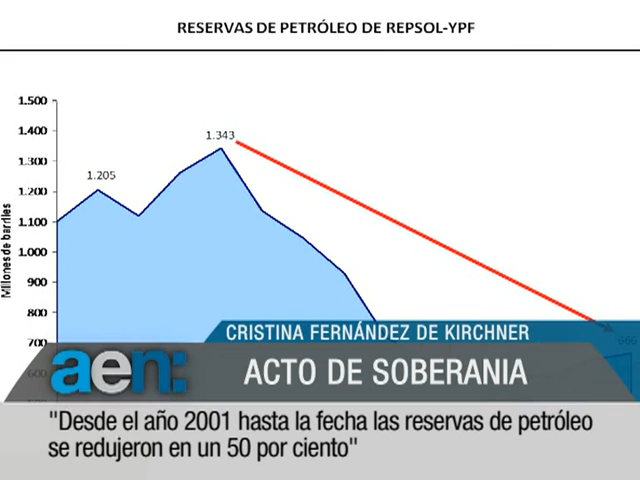 RESERVAS DE PETRÓLEO DE REPSOL-YPF
1.500
1.400
1.343
1.300
1.205
1.200
1.100
1.000
900
800
700
600
Millones de barriles
666
CRISTINA FERNÁNDEZ DE KIRCHNER
aen:
ACTO DE SOBERANIA
"Desde el año 2001 hasta la fecha las reservas de petróleo
se redujeron en un 50 por ciento"